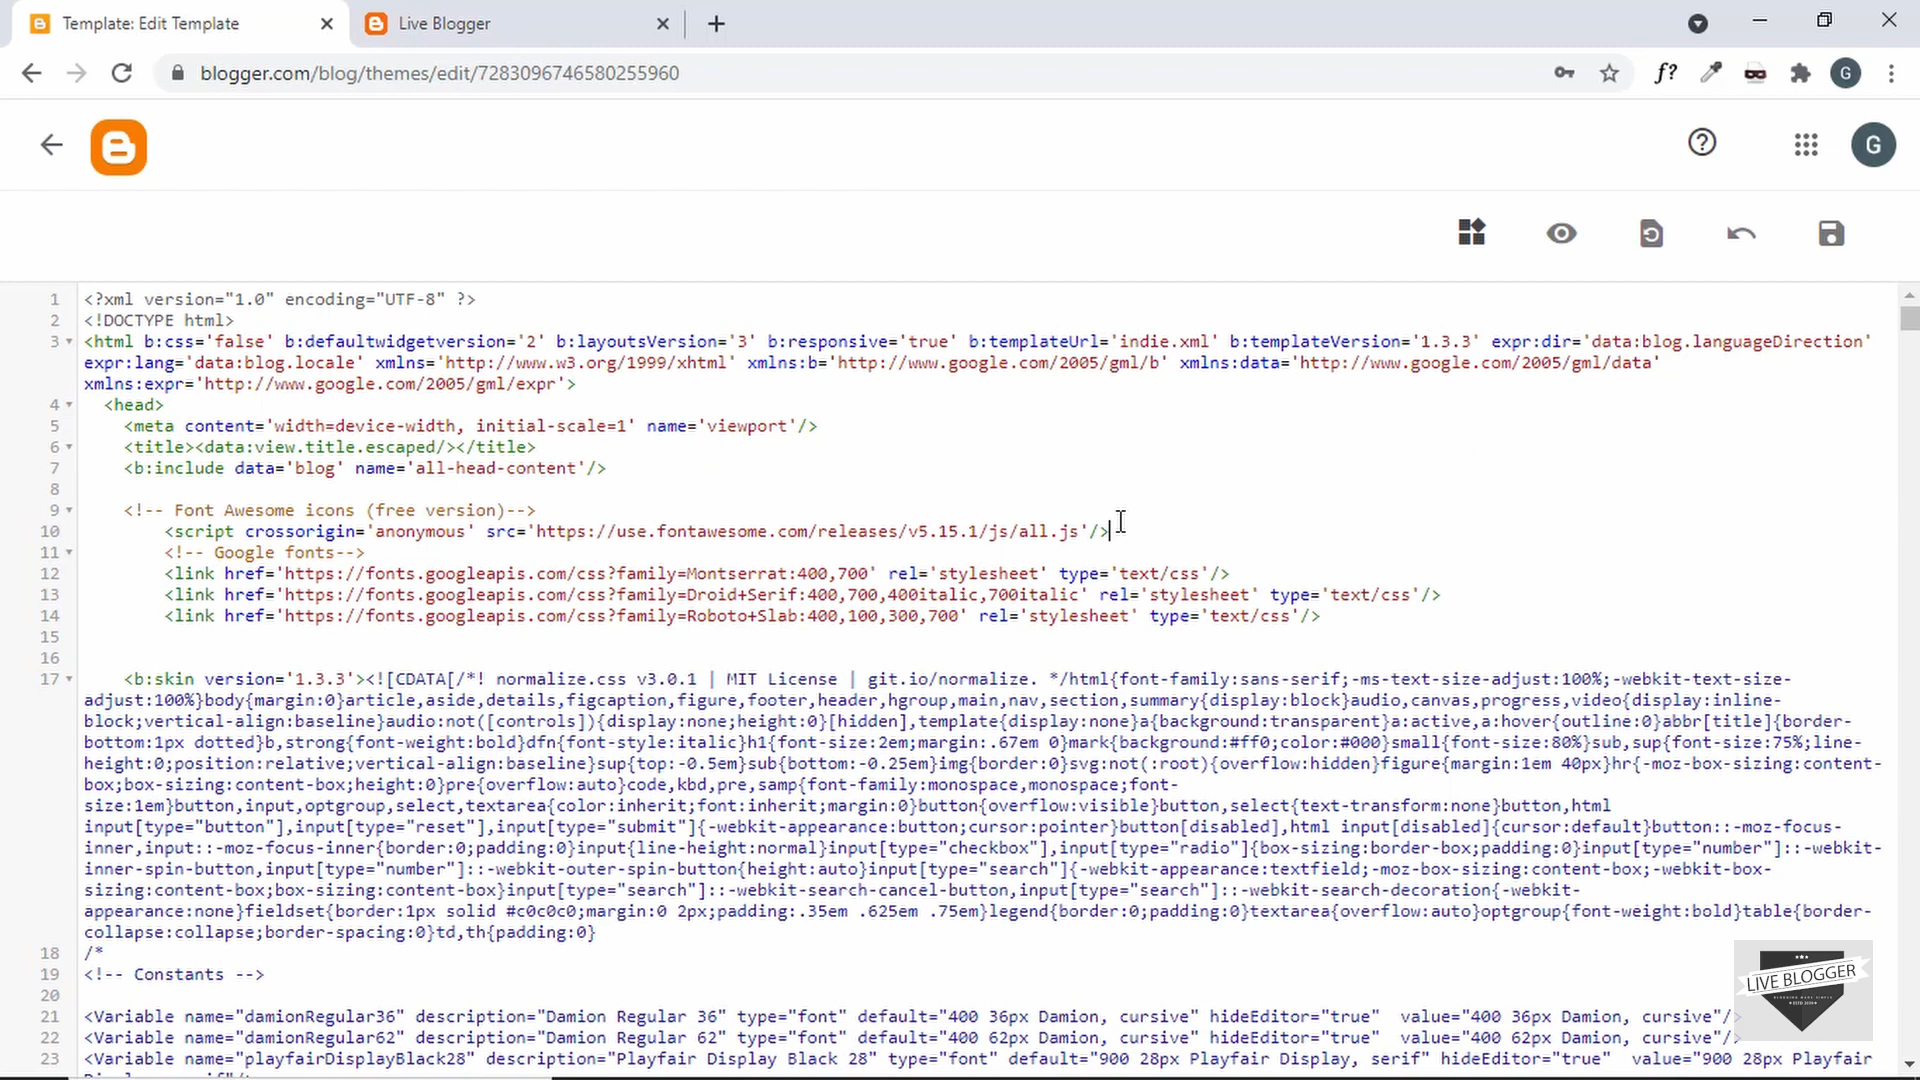 Template: Edit Template
Live Blogger
blogger.com/blog/themes/edit/7283096746580255960
f?
G
G
1 <?xml version="1.0" encoding="UTF-8" ?>
2 <!DOCTYPE html>
3 <html b:css='false' b:defaultwidgetversion='2' b:layoutsVersion='3' b:responsive='true' b:templateUrl='indie.xml' b:templateVersion='1.3.3' expr:dir='data:blog.languageDirection'
expr:lang='data:blog.locale' xmlns='http://www.w3.org/1999/xhtml' xmlns:b='http://www.google.com/2005/gml/b' xmlns:data='http://www.google.com/2005/gml/data'
xmlns:expr='http://www.google.com/2005/gml/expr'>
4 <head>
5 <meta content='width=device-width, initial-scale=1' name='viewport'/>
6 <title><data:view.title.escaped/></title>
7 <b:include data='blog' name='all-head-content'/>
8
9 <!-- Font Awesome icons (free version)-->
10 <script crossorigin='anonymous' src='https://use.fontawesome.com/releases/v5.15.1/js/all.js'/>
11 <!-- Google fonts-->
12 <link href='https://fonts.googleapis.com/css?family=Montserrat:400,700' rel='stylesheet' type='text/css'/>
13 <link href='https://fonts.googleapis.com/css?family=Droid+Serif:400,700,400italic,700italic' rel='stylesheet' type='text/css'/>
14 <link href='https://fonts.googleapis.com/css?family=Roboto+Slab:400,100,300,700' rel='stylesheet' type='text/css'/>
15
16
17 <b:skin version='1.3.3'><![CDATA[/*! normalize.css v3.0.1 | MIT License | git.io/normalize. */html{font-family:sans-serif;-ms-text-size-adjust:100%;-webkit-text-size-
adjust:100%}body{margin:0}article,aside,details,figcaption,figure,footer,header,hgroup,main,nav,section,summary{display:block}audio,canvas,progress,video{display:inline-
block;vertical-align:baseline}audio:not([controls]){display:none;height:0}[hidden],template{display:none}a{background:transparent}a:active,a:hover{outline:0}abbr[title]{border-
bottom:1px dotted}b,strong{font-weight:bold}dfn{font-style:italic}h1{font-size:2em;margin:.67em 0}mark{background:#ff0;color:#000}small{font-size:80%}sub,sup{font-size:75%;line-
height:0;position:relative;vertical-align:baseline}sup{top:-0.5em}sub{bottom:-0.25em}img{border:0}svg:not(:root){overflow:hidden}figure{margin:1em 40px}hr{-moz-box-sizing:content-
box;box-sizing:content-box;height:0}pre{overflow:auto}code,kbd,pre,samp{font-family:monospace,monospace;font-
size:1em}button,input,optgroup,select,textarea{color:inherit;font:inherit;margin:0}button{overflow:visible}button,select{text-transform:none}button,html
input[type="button"],input[type="reset"],input[type="submit"]{-webkit-appearance:button;cursor:pointer}button[disabled],html input[disabled]{cursor:default}button::-moz-focus-
inner,input::-moz-focus-inner{border:0;padding:0}input{line-height:normal}input[type="checkbox"],input[type="radio"]{box-sizing:border-box;padding:0}input[type="number"]::-webkit-
inner-spin-button,input[type="number"]::-webkit-outer-spin-button{height:auto}input[type="search"]{-webkit-appearance:textfield;-moz-box-sizing:content-box;-webkit-box-
sizing:content-box;box-sizing:content-box}input[type="search"]::-webkit-search-cancel-button,input[type="search"]::-webkit-search-decoration{-webkit-
appearance:none}fieldset{border:1px solid #c0c0c0;margin:0 2px;padding:.35em .625em .75em}legend{border:0;padding:0}textarea{overflow:auto}optgroup{font-weight:bold}table{border-
collapse:collapse;border-spacing:0}td,th{padding:0}
18 /*
19 <!-- Constants -->
20
21 <Variable name="damionRegular36" description="Damion Regular 36" type="font" default="400 36px Damion, cursive" hideEditor="true"  value="400 36px Damion, cursive"/>
22 <Variable name="damionRegular62" description="Damion Regular 62" type="font" default="400 62px Damion, cursive" hideEditor="true"  value="400 62px Damion, cursive"/>
23 <Variable name="playfairDisplayBlack28" description="Playfair Display Black 28" type="font" default="900 28px Playfair Display, serif" hideEditor="true"  value="900 28px Playfair
LIVE BLOGGER